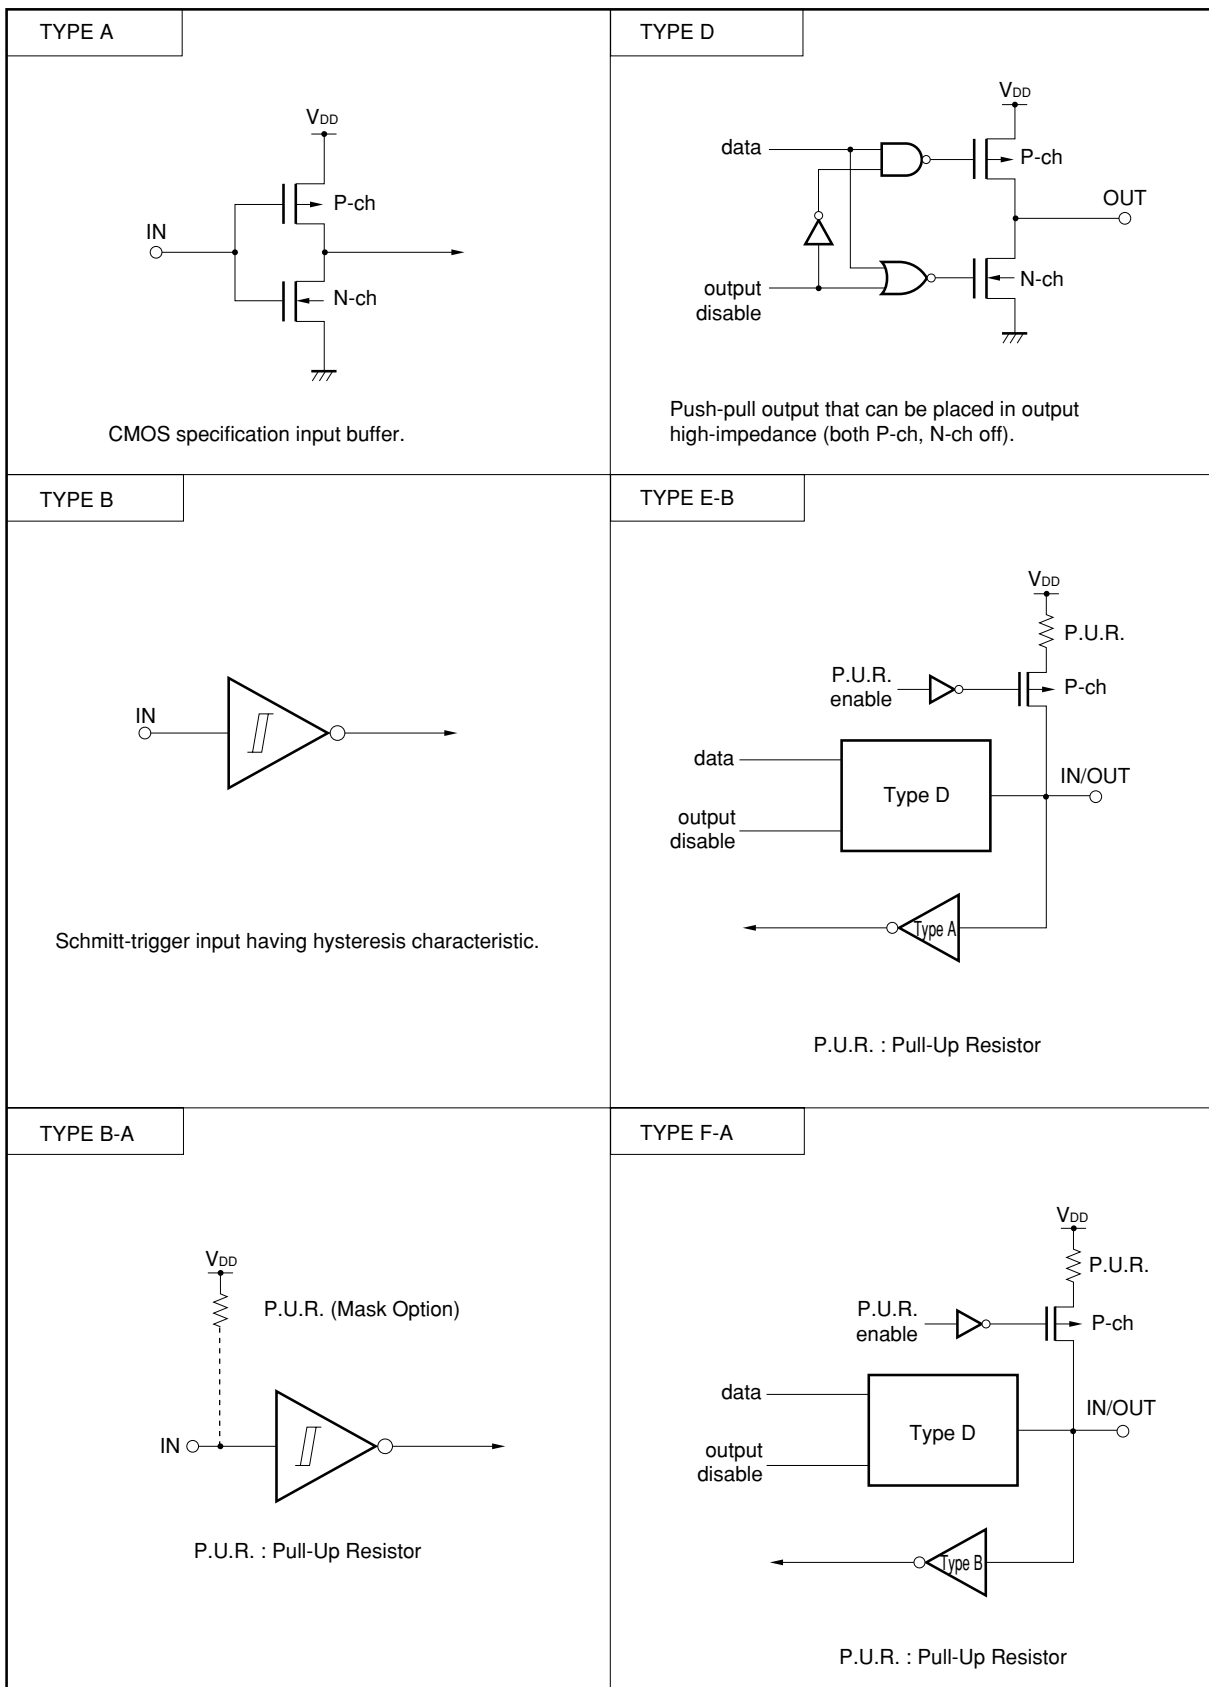 TYPE A
VDD
P-ch
IN
N-ch
CMOS specification input buffer.
TYPE D
VDD
data
P-ch
OUT
output
disable
N-ch
Push-pull output that can be placed in output
high-impedance (both P-ch, N-ch off).
TYPE B
IN
Schmitt-trigger input having hysteresis characteristic.
TYPE E-B
VDD
P.U.R.
P.U.R.
enable
P-ch
data
Type D
IN/OUT
output
disable
Type A
P.U.R. : Pull-Up Resistor
TYPE B-A
VDD
P.U.R. (Mask Option)
IN
P.U.R. : Pull-Up Resistor
TYPE F-A
VDD
P.U.R.
P.U.R.
enable
P-ch
data
Type D
IN/OUT
output
disable
Type B
P.U.R. : Pull-Up Resistor